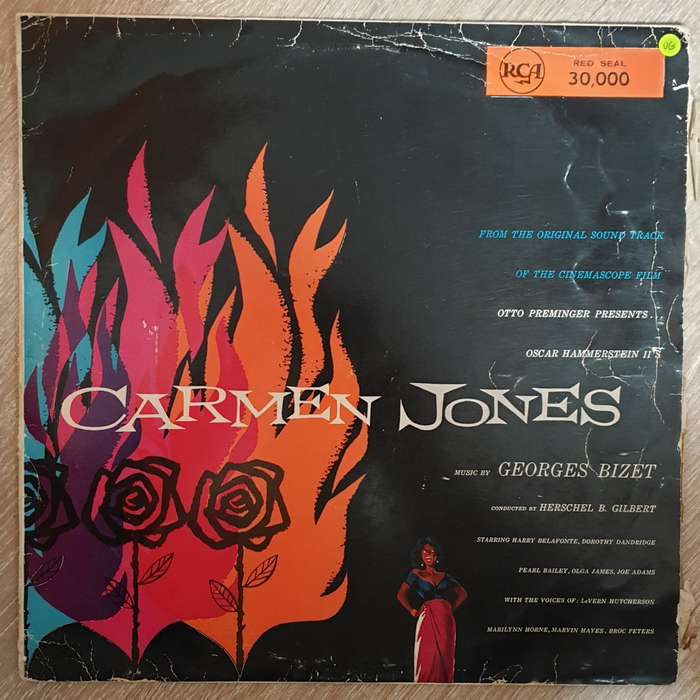 VG
RCA
RED SEAL
30,000
FROM THE ORIGINAL SOUND TRACK
OF THE CINEMASCOPE FILM
OTTO PREMINGER PRESENTS...
OSCAR HAMMERSTEIN II'S
CARMEN JONES
MUSIC BY GEORGES BIZET
CONDUCTED BY HERSCHEL B. GILBERT
STARRING HARRY BELAFONTE, DOROTHY DANDRIDGE
PEARL BAILEY, OLGA JAMES, JOE ADAMS
WITH THE VOICES OF: LeVERN HUTCHERSON
MARILYNN HORNE, MARVIN HAYES, BROC PETERS